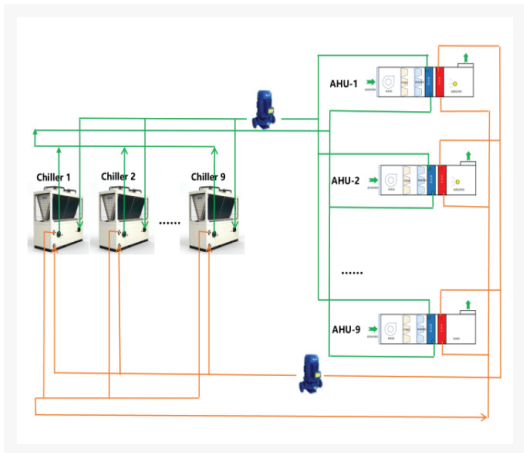 AHU-1
AHU-2
Chiller 1
Chiller 2
Chiller 9
......
......
AHU-9